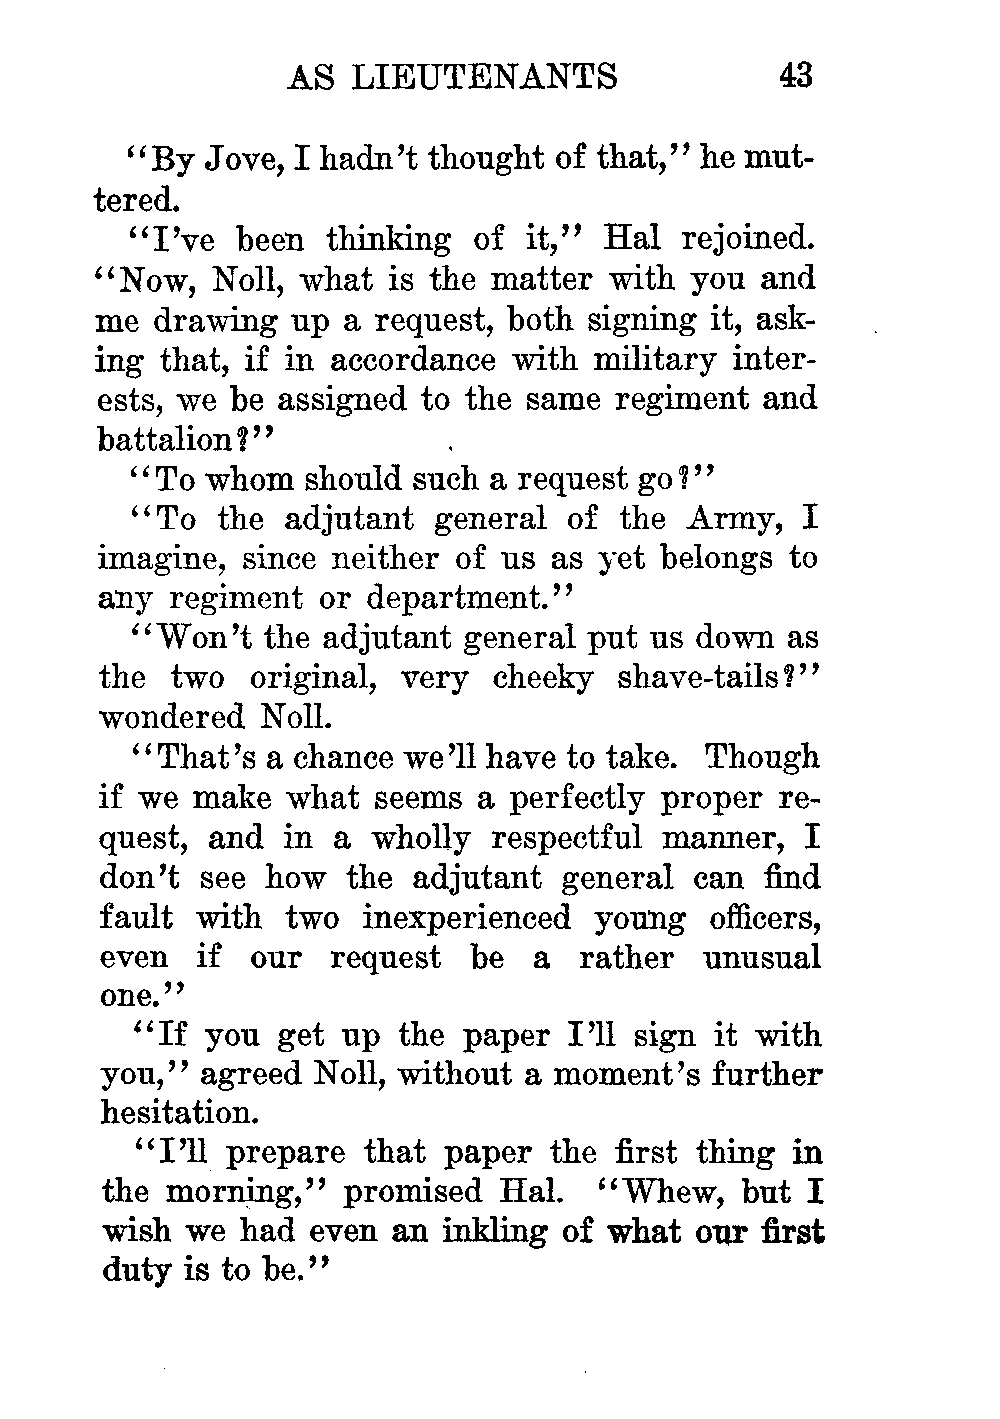 AS LIEUTENANTS 43
"By Jove, I hadn't thought of that," he mut-
tered.
"I've been thinking of it," Hal rejoined.
"Now, Noll, what is the matter with you and
me drawing up a request, both signing it, ask-
ing that, if in accordance with military inter-
ests, we be assigned to the same regiment and
battalion?"
"To whom should such a request go?"
"To the adjutant general of the Army, I
imagine, since neither of us as yet belongs to
any regiment or department."
"Won't the adjutant general put us down as
the two original, very cheeky shave-tails?"
wondered Noll.
"That's a chance we'll have to take. Though
if we make what seems a perfectly proper re-
quest, and in a wholly respectful manner, I
don't see how the adjutant general can find
fault with two inexperienced young officers,
even if our request be a rather unusual
one."
"If you get up the paper I'll sign it with
you," agreed Noll, without a moment's further
hesitation.
"I'll prepare that paper the first thing in
the morning," promised Hal. "Whew, but I
wish we had even an inkling of what our first
duty is to be."